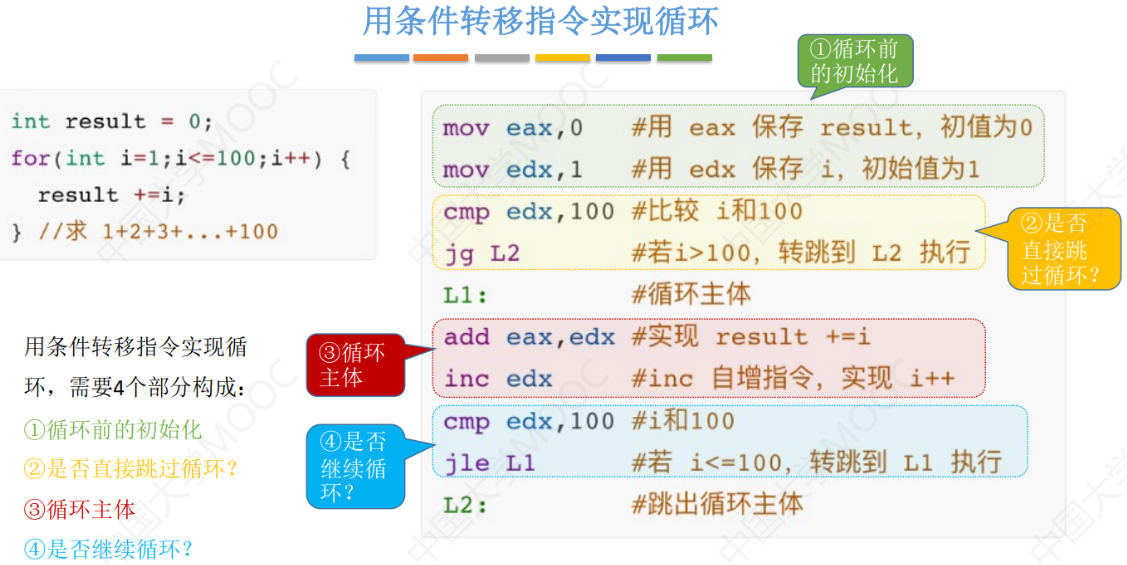 用条件转移指令实现循环
①循环前
的初始化
int result = 0;
for(int i=1;i<=100;i++) {
result +=i;
} //求 1+2+3+...+100
mov eax,0 #用 eax 保存 result, 初值为0
mov edx,1 #用 edx 保存 i, 初始值为1
cmp edx,100 #比较 i和100
jg L2 #若i>100, 转跳到 L2 执行
L1: #循环主体
add eax,edx #实现 result +=i
inc edx #inc 自增指令, 实现 i++
cmp edx,100 #i和100
jle L1 #若 i<=100, 转跳到 L1 执行
L2: #跳出循环主体
②是否
直接跳
过循环?
③循环
主体
④是否
继续循
环?
用条件转移指令实现循
环，需要4个部分构成：
①循环前的初始化
②是否直接跳过循环?
③循环主体
④是否继续循环?
中国大学MOOC